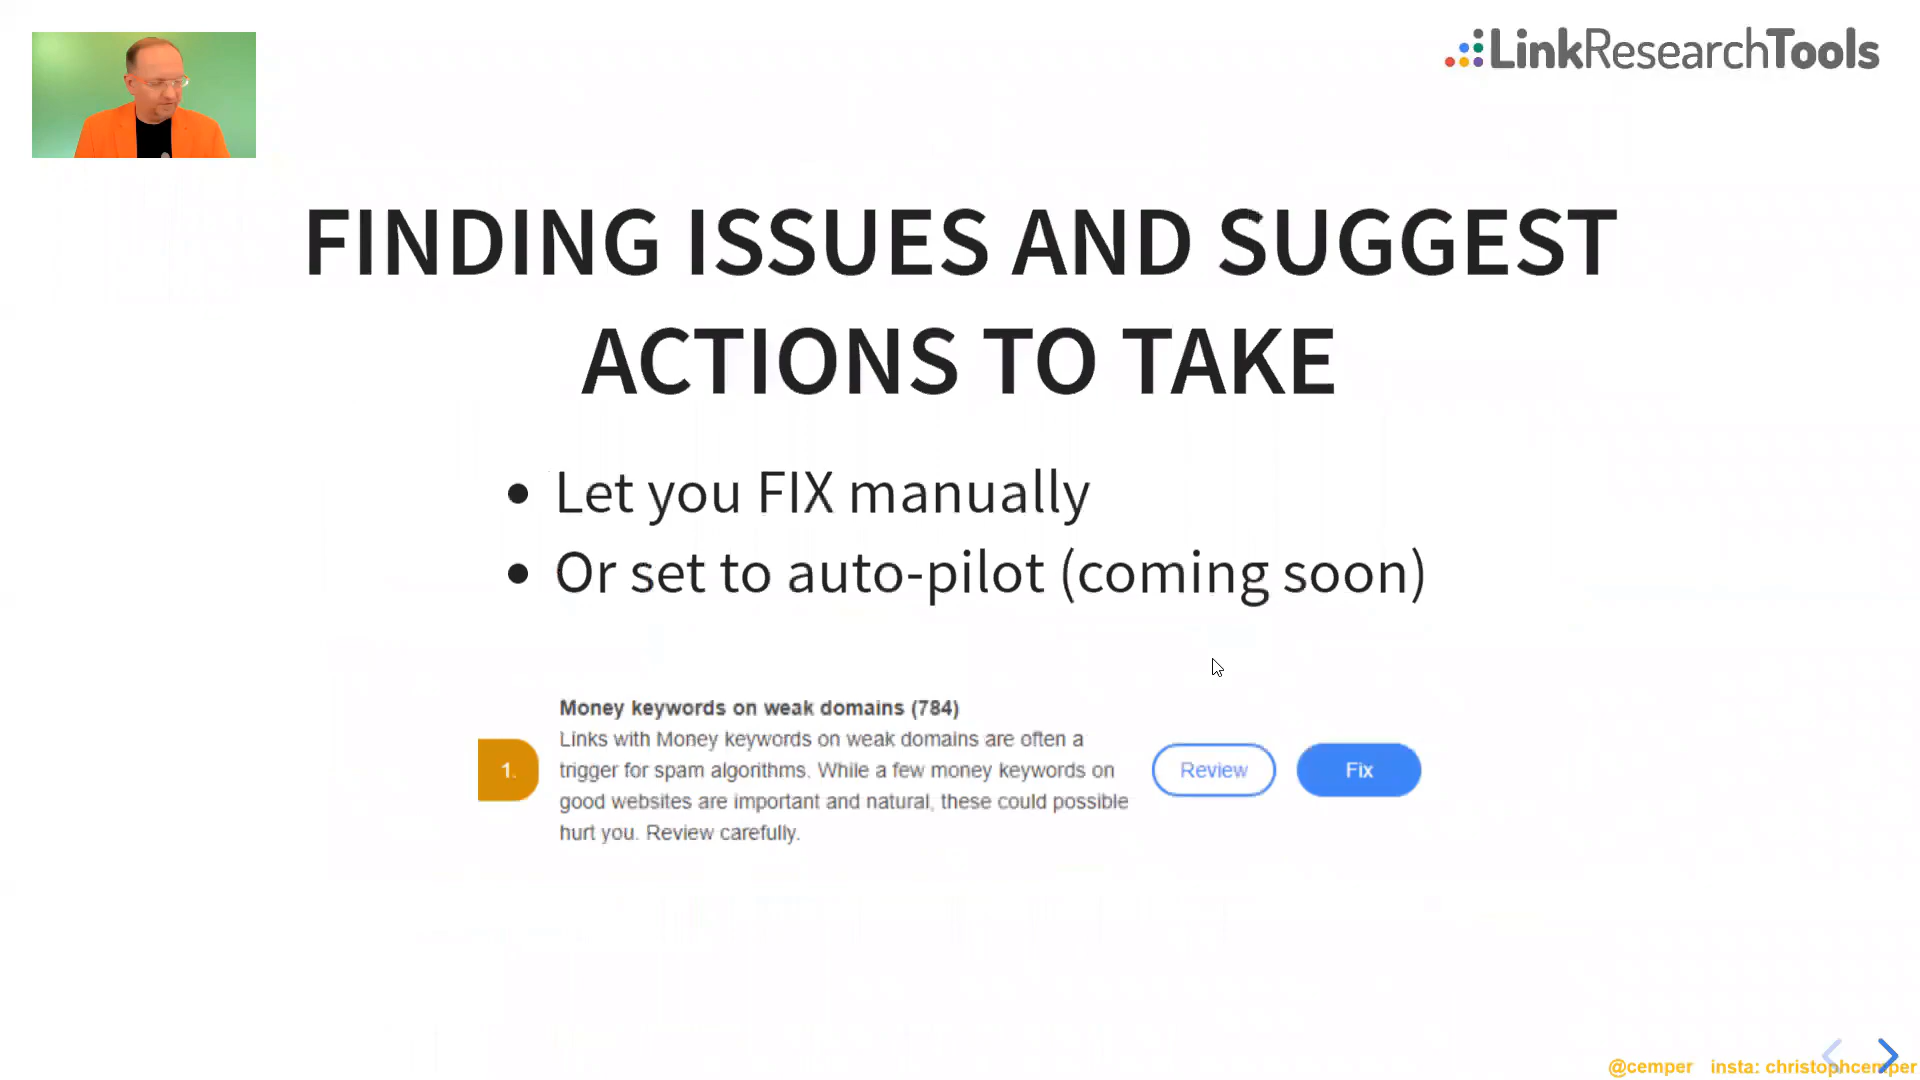 LinkResearchTools
FINDING ISSUES AND SUGGEST
ACTIONS TO TAKE
• Let you FIX manually
• Or set to auto-pilot (coming soon)
Money keywords on weak domains (784)
Links with Money keywords on weak domains are often a
1. trigger for spam algorithms. While a few money keywords on Review Fix
good websites are important and natural, these could possible
hurt you. Review carefully.
@cemper insta: christophcemper